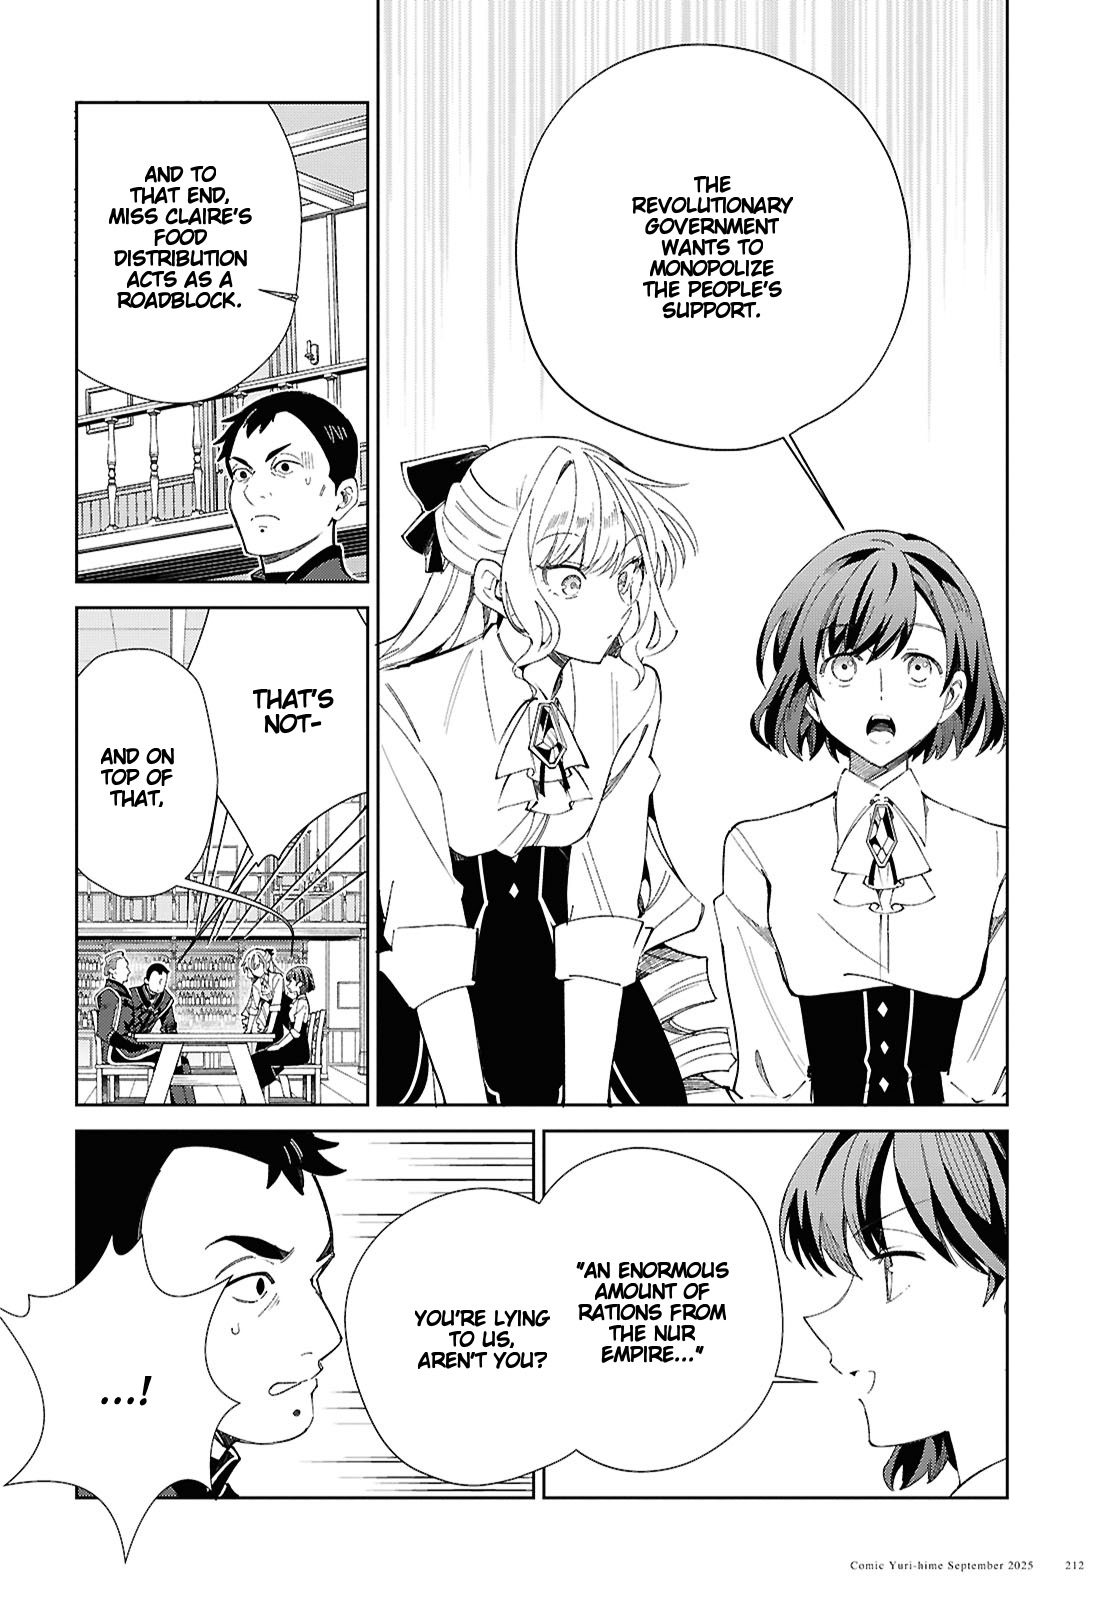 THE
REVOLUTIONARY
GOVERNMENT
WANTS TO
MONOPOLIZE
THE PEOPLE'S
SUPPORT.
AND TO
THAT END,
MISS CLAIRE'S
FOOD
DISTRIBUTION
ACTS AS A
ROADBLOCK.
THAT'S
NOT-
AND ON
TOP OF
THAT,
"AN ENORMOUS
AMOUNT OF
RATIONS FROM
THE NUR
EMPIRE..."
YOU'RE LYING
TO US,
AREN'T YOU?
...!
Comic Yuri-hime September 2025 212